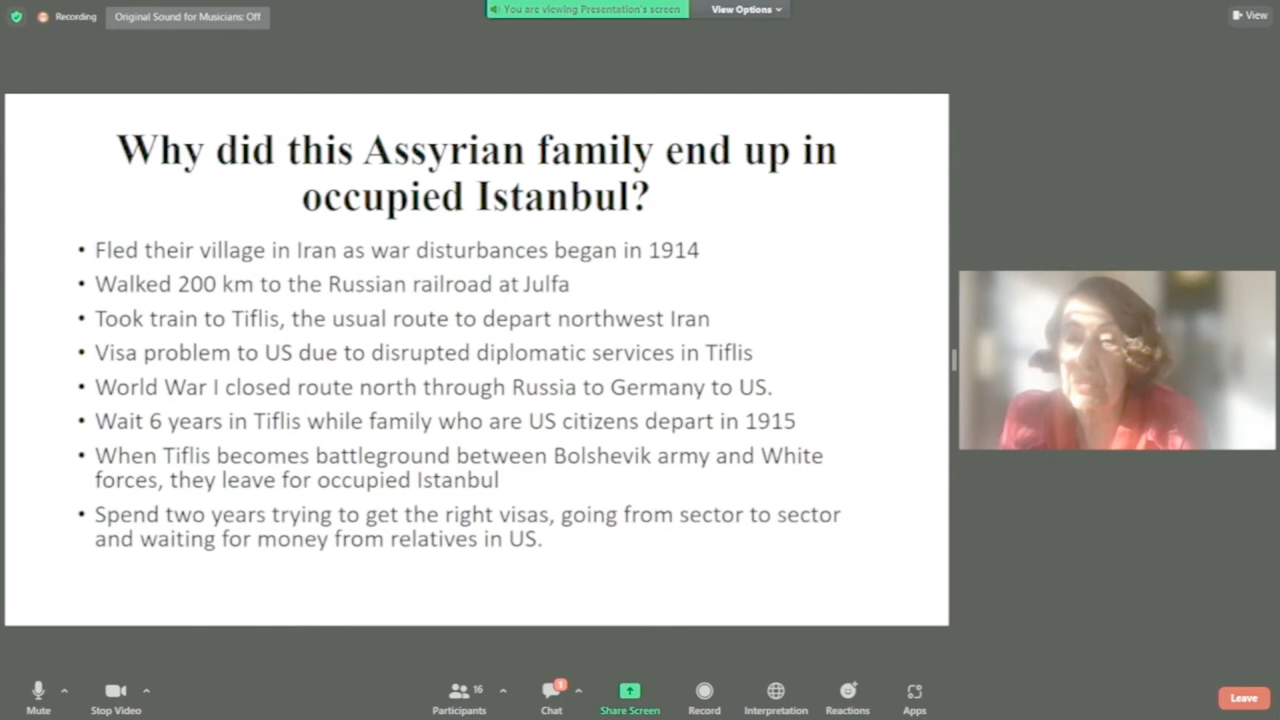 Recording
Original Sound for Musicians: Off
You are viewing Presentation's screen
View Options
View
Why did this Assyrian family end up in
occupied Istanbul?
• Fled their village in Iran as war disturbances began in 1914
• Walked 200 km to the Russian railroad at Julfa
• Took train to Tiflis, the usual route to depart northwest Iran
• Visa problem to US due to disrupted diplomatic services in Tiflis
• World War I closed route north through Russia to Germany to US.
• Wait 6 years in Tiflis while family who are US citizens depart in 1915
• When Tiflis becomes battleground between Bolshevik army and White
forces, they leave for occupied Istanbul
• Spend two years trying to get the right visas, going from sector to sector
and waiting for money from relatives in US.
Mute
Stop Video
16
Participants
3
Chat
Share Screen
Record
Interpretation
Reactions
Apps
Leave